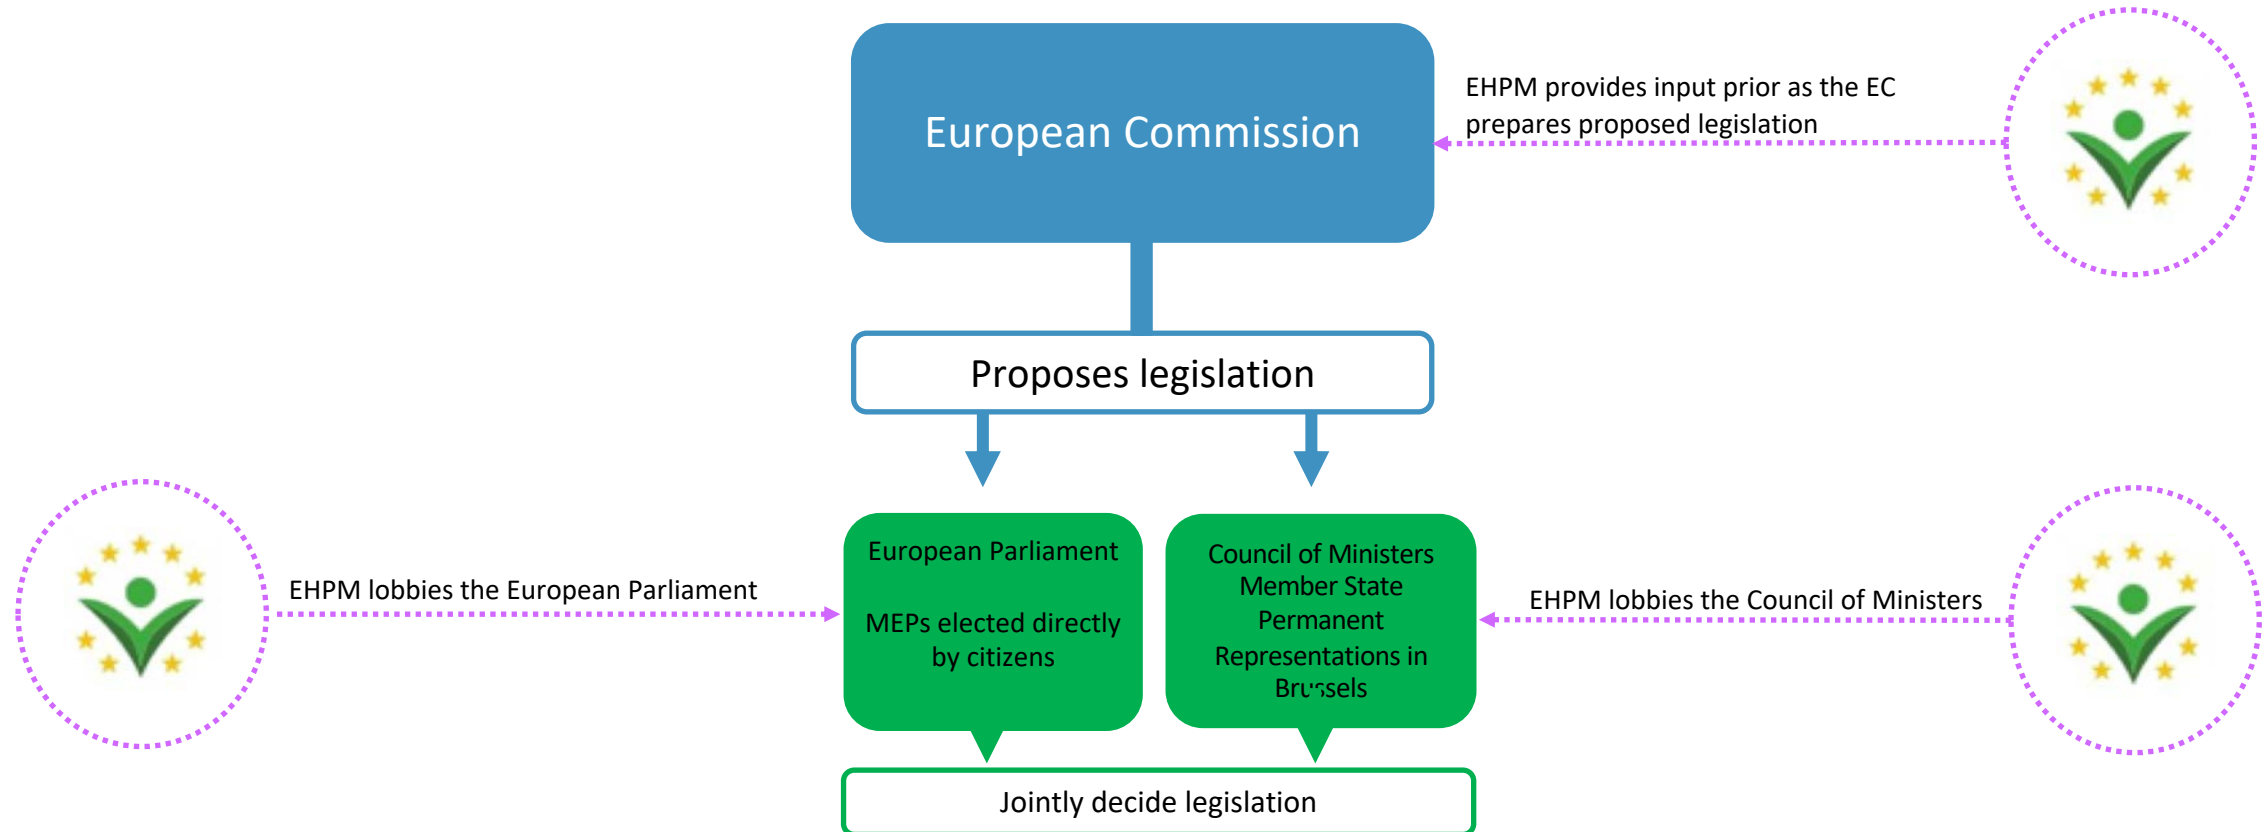 European Commission
EHPM provides input prior as the EC
prepares proposed legislation
Proposes legislation
EHPM lobbies the European Parliament
European Parliament
MEPs elected directly
by citizens
Council of Ministers
Member State
Permanent
Representations in
Brussels
EHPM lobbies the Council of Ministers
Jointly decide legislation